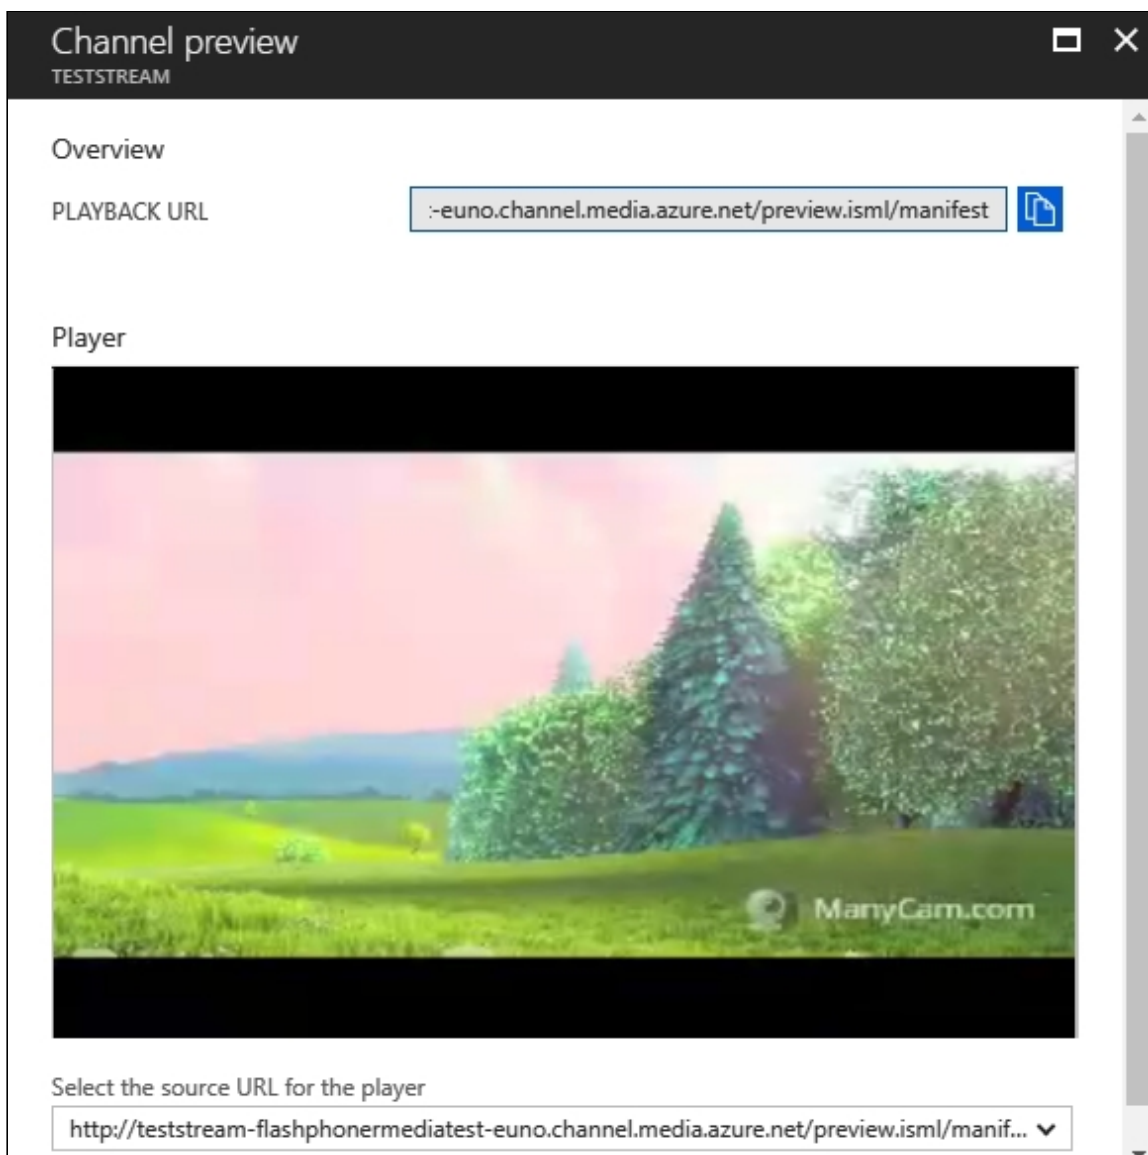 Channel preview
TESTSTREAM
Overview
PLAYBACK URL
:-euno.channel.media.azure.net/preview.isml/manifest
Player
ManyCam.com
Select the source URL for the player
http://teststream-flashphonermediatest-euno.channel.media.azure.net/preview.isml/manif...